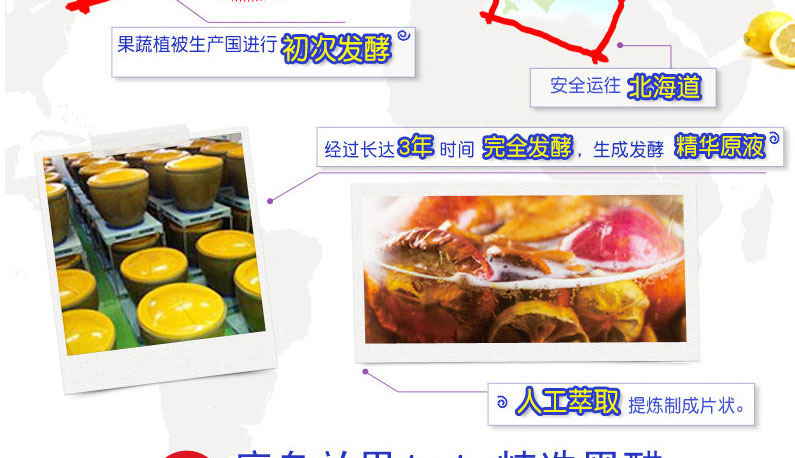 果蔬植被生产国进行 初次发酵
安全运往 北海道
经过长达3年 时间 完全发酵，生成发酵 精华原液
人工萃取 提炼制成片状。